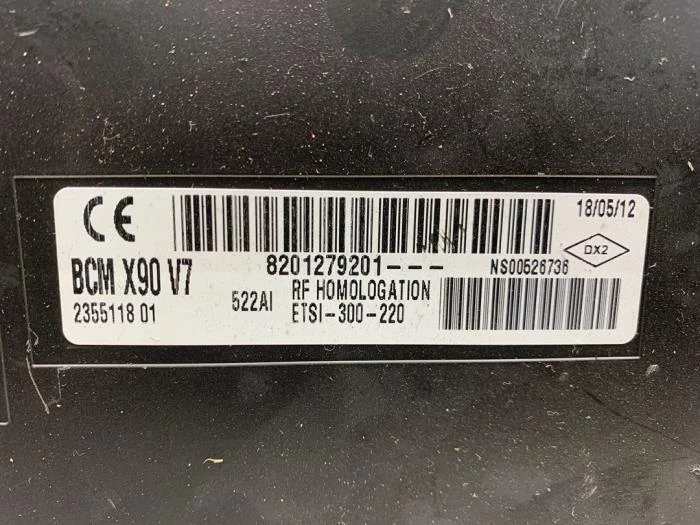 CE
18/05/12
BCM X90 V7
8201279201---
NS00526736
DX2
2355118 01
522AI
RF HOMOLOGATION
ETSI-300-220